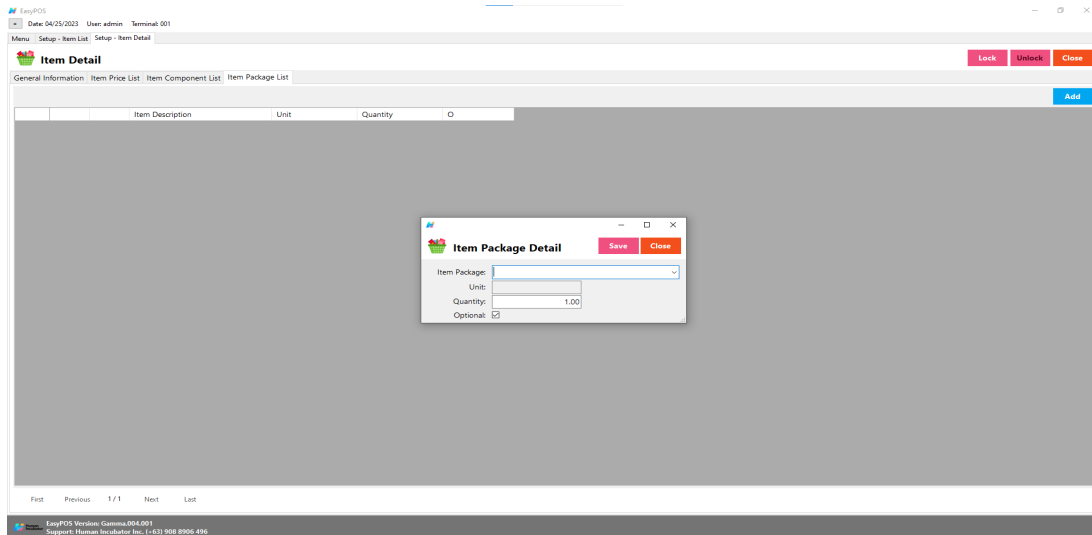 EasyPOS
Date: 04/25/2023 User: admin Terminal: 001
Menu Setup - Item List Setup - Item Detail
Item Detail Lock Unlock Close
General Information Item Price List Item Component List Item Package List
Add
Item Description Unit Quantity O
Item Package Detail Save Close
Item Package:
Unit:
Quantity: 1.00
Optional:
First Previous 1 / 1 Next Last
EasyPOS Version: Gamma.004.001
Support: Human Incubator Inc. (+63) 908 8906 496